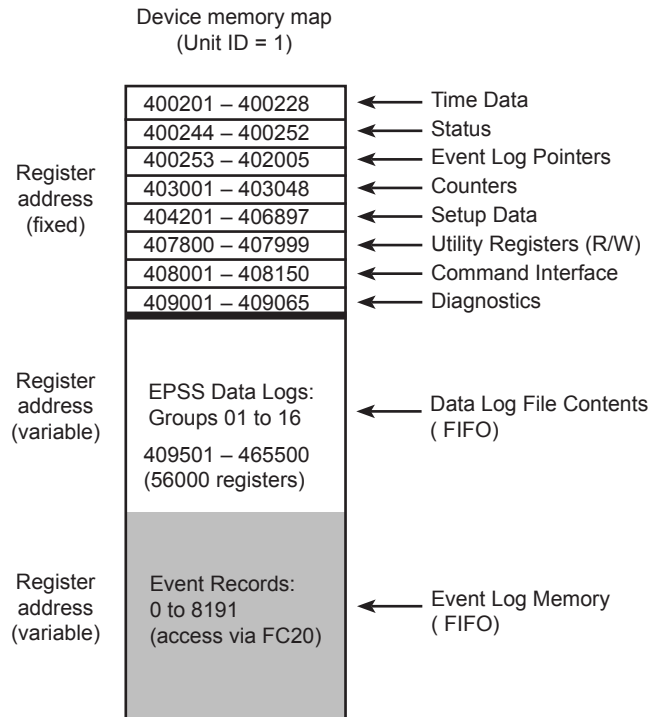 Device memory map
(Unit ID = 1)
400201 – 400228
Time Data
400244 – 400252
Status
400253 – 402005
Event Log Pointers
Register
address
(fixed)
403001 – 403048
Counters
404201 – 406897
Setup Data
407800 – 407999
Utility Registers (R/W)
408001 – 408150
Command Interface
409001 – 409065
Diagnostics
Register
address
(variable)
EPSS Data Logs:
Groups 01 to 16
409501 – 465500
(56000 registers)
Data Log File Contents
( FIFO)
Register
address
(variable)
Event Records:
0 to 8191
(access via FC20)
Event Log Memory
( FIFO)